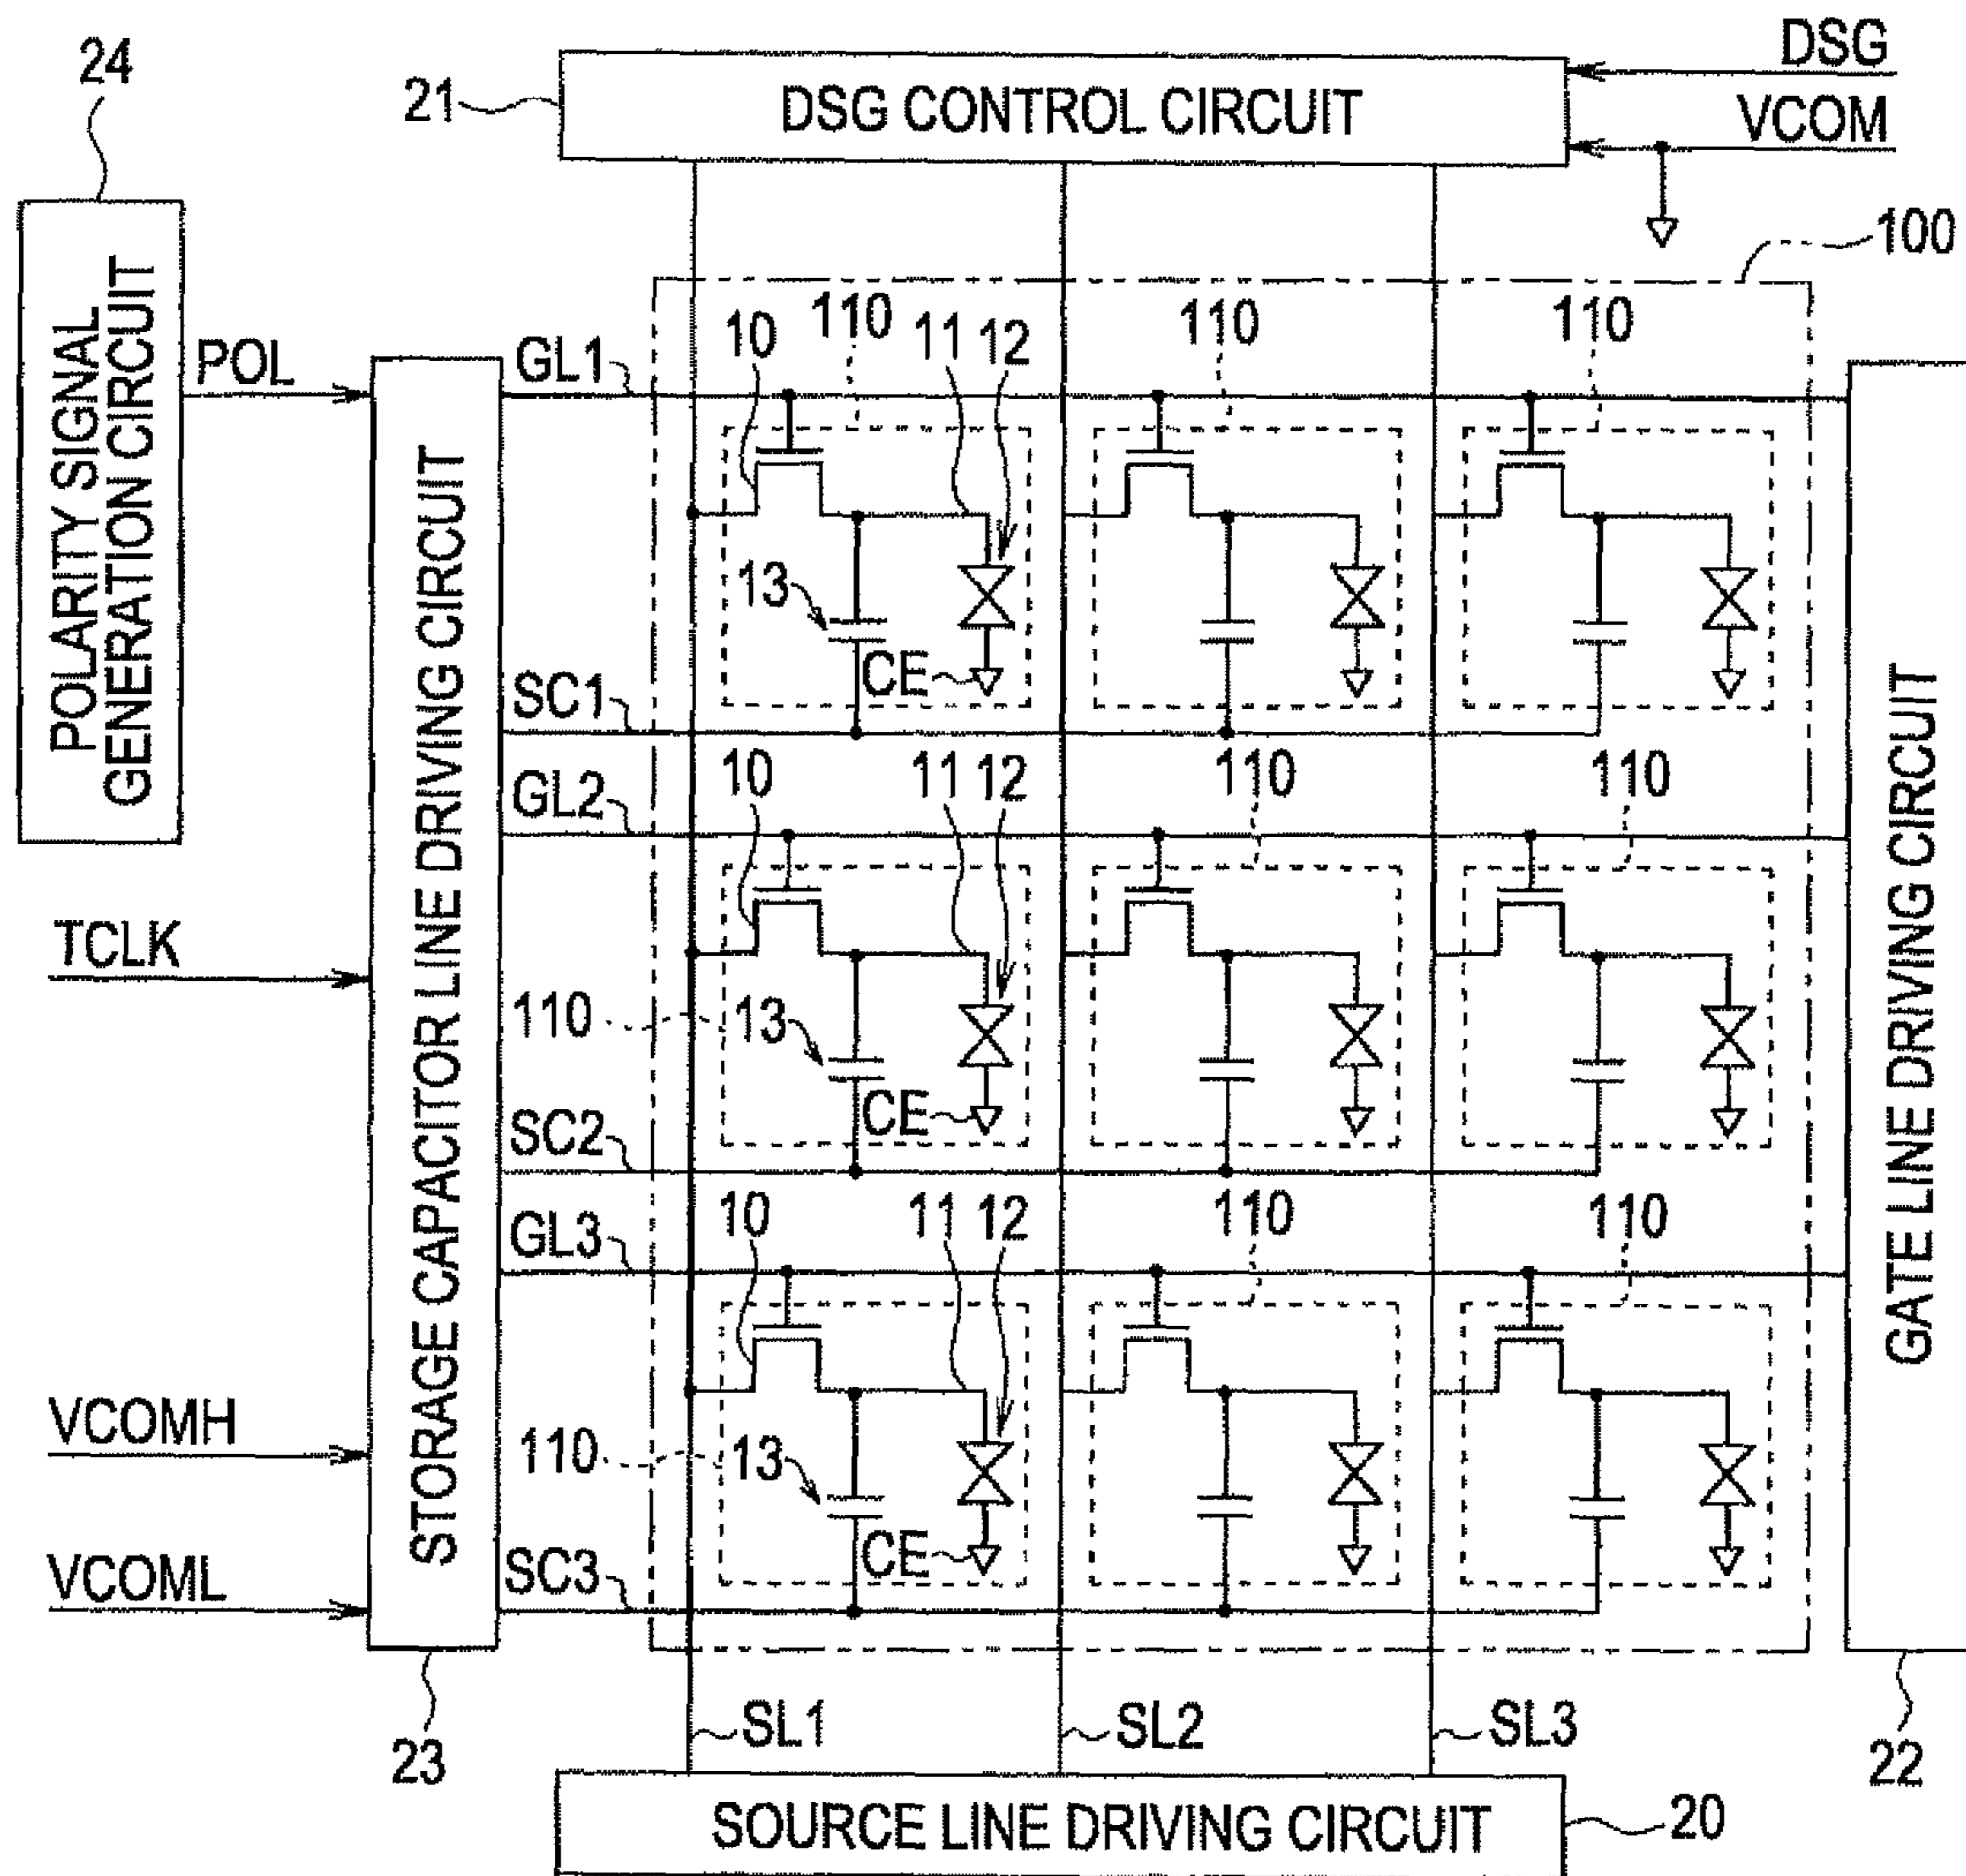 24
21
DSG CONTROL CIRCUIT
DSG
VCOM
100
POLARITY SIGNAL
GENERATION CIRCUIT
POL
GL1
10
110
11
12
110
110
13
CE
SC1
GL2
10
11
12
110
110
TCLK
STORAGE CAPACITOR LINE DRIVING CIRCUIT
GATE LINE DRIVING CIRCUIT
110
13
CE
SC2
GL3
10
11
12
110
110
VCOMH
110
13
CE
VCOML
SC3
23
SL1
SL2
SL3
22
SOURCE LINE DRIVING CIRCUIT
20